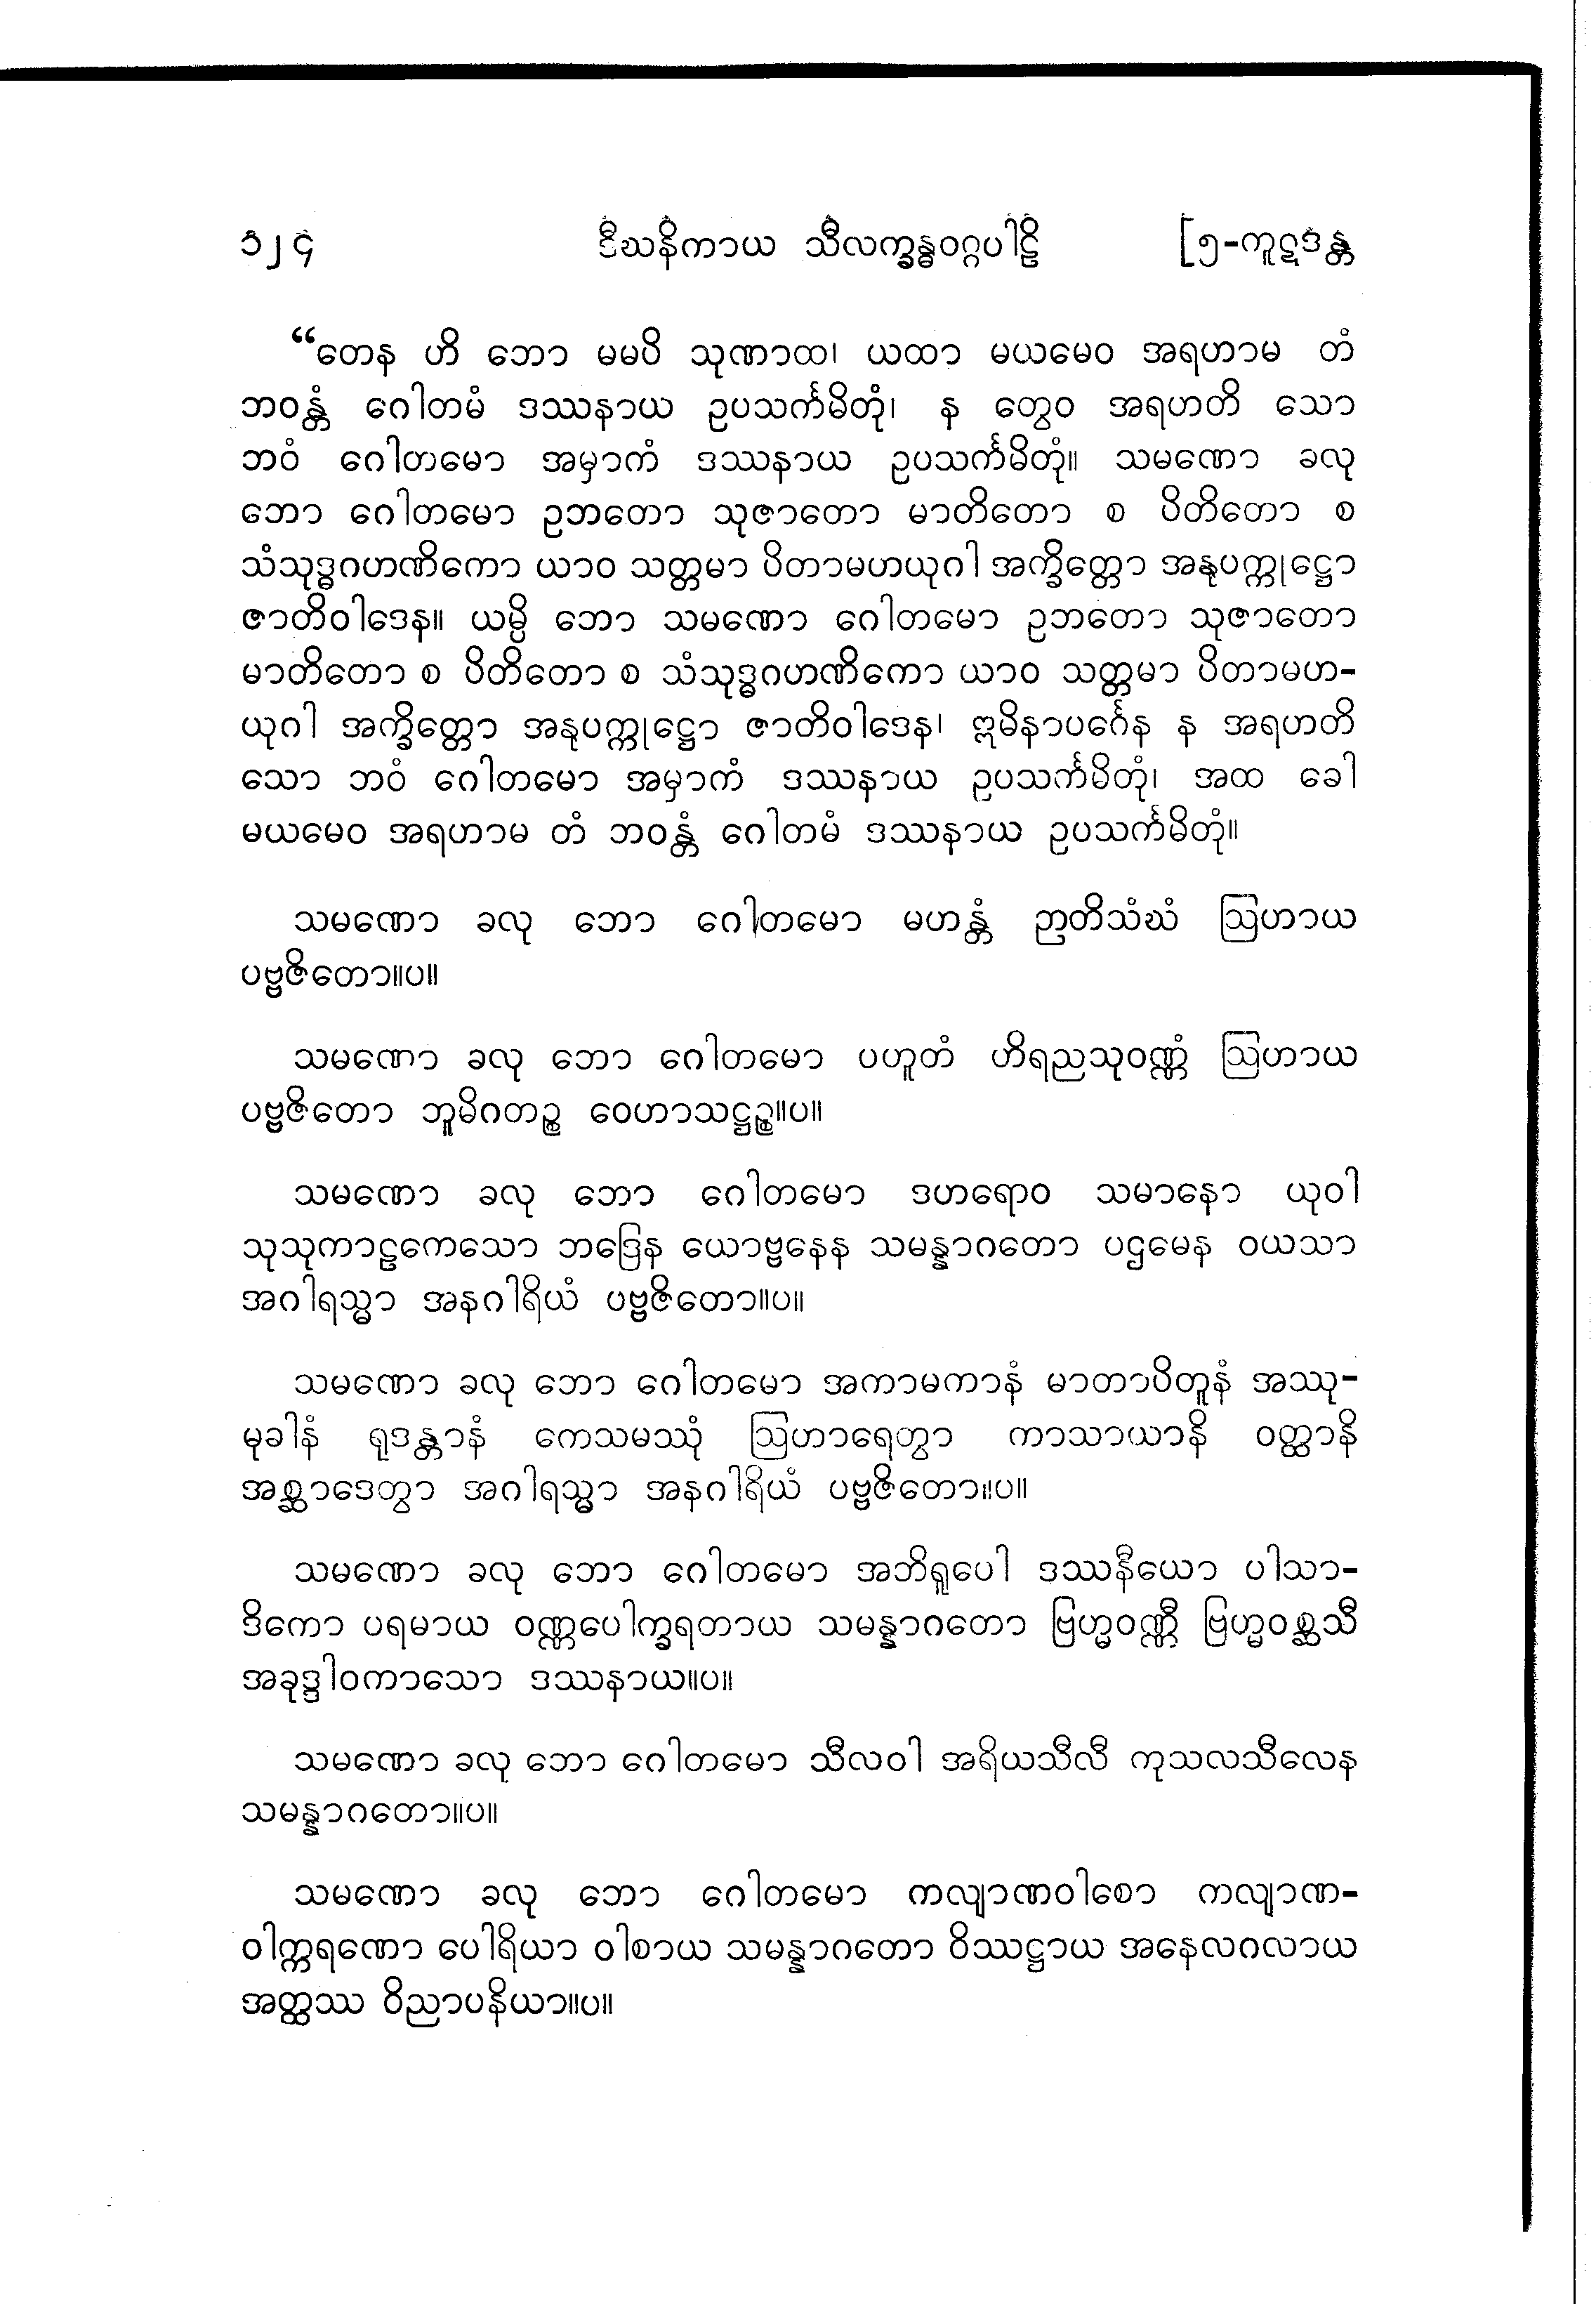 ၁၂၄ ဒီဃနိကာယ သီလက္ခန္ဓဝဂ္ဂပါဠိ [၅-ကူဋဒန္တ
“တေန ဟိ ဘော မမပိ သုဏာထ၊ ယထာ မယမေဝ အရဟာမ တံ
ဘဝန္တံ ဂေါတမံ ဒဿနာယ ဥပသင်္ကမိတုံ၊ န တွေဝ အရဟတိ သော
ဘဝံ ဂေါတမော အမှာကံ ဒဿနာယ ဥပသင်္ကမိတုံ။ သမဏော ခလု
ဘော ဂေါတမော ဥဘတော သုဇာတော မာတိတော စ ပိတိတော စ
သံသုဒ္ဓဂဟဏိကော ယာဝ သတ္တမာ ပိတာမဟယုဂါ အက္ခိတ္တော အနုပက္ကုဋ္ဌော
ဇာတိဝါဒေန။ ယမ္ပိ ဘော သမဏော ဂေါတမော ဥဘတော သုဇာတော
မာတိတော စ ပိတိတော စ သံသုဒ္ဓဂဟဏိကော ယာဝ သတ္တမာ ပိတာမဟ-
ယုဂါ အက္ခိတ္တော အနုပက္ကုဋ္ဌော ဇာတိဝါဒေန၊ ဣမိနာပင်္ဂေန န အရဟတိ
သော ဘဝံ ဂေါတမော အမှာကံ ဒဿနာယ ဥပသင်္ကမိတုံ၊ အထ ခေါ
မယမေဝ အရဟာမ တံ ဘဝန္တံ ဂေါတမံ ဒဿနာယ ဥပသင်္ကမိတုံ။
သမဏော ခလု ဘော ဂေါတမော မဟန္တံ ဉာတိသံဃံ ဩဟာယ
ပဗ္ဗဇိတော။ပ။
သမဏော ခလု ဘော ဂေါတမော ပဟူတံ ဟိရညသုဝဏ္ဏံ ဩဟာယ
ပဗ္ဗဇိတော ဘူမိဂတဉ္စ ဝေဟာသဋ္ဌဉ္စ။ပ။
သမဏော ခလု ဘော ဂေါတမော ဒဟရောဝ သမာနော ယုဝါ
သုသုကာဠကေသော ဘဒြေန ယောဗ္ဗနေန သမန္နာဂတော ပဌမေန ဝယသာ
အဂါရသ္မာ အနဂါရိယံ ပဗ္ဗဇိတော။ပ။
သမဏော ခလု ဘော ဂေါတမော အကာမကာနံ မာတာပိတူနံ အဿု-
မုခါနံ ရုဒန္တာနံ ကေသမဿုံ ဩဟာရေတွာ ကာသာယာနိ ဝတ္ထာနိ
အစ္ဆာဒေတွာ အဂါရသ္မာ အနဂါရိယံ ပဗ္ဗဇိတော။ပ။
သမဏော ခလု ဘော ဂေါတမော အဘိရူပေါ ဒဿနီယော ပါသာ-
ဒိကော ပရမာယ ဝဏ္ဏပေါက္ခရတာယ သမန္နာဂတော ဗြဟ္မဝဏ္ဏီ ဗြဟ္မဝစ္ဆသီ
အခုဒ္ဒါဝကာသော ဒဿနာယ။ပ။
သမဏော ခလု ဘော ဂေါတမော သီလဝါ အရိယသီလီ ကုသလသီလေန
သမန္နာဂတော။ပ။
သမဏော ခလု ဘော ဂေါတမော ကလျာဏဝါစော ကလျာဏ-
ဝါက္ကရဏော ပေါရိယာ ဝါစာယ သမန္နာဂတော ဝိဿဋ္ဌာယ အနေလဂလာယ
အတ္ထဿ ဝိညာပနိယာ။ပ။